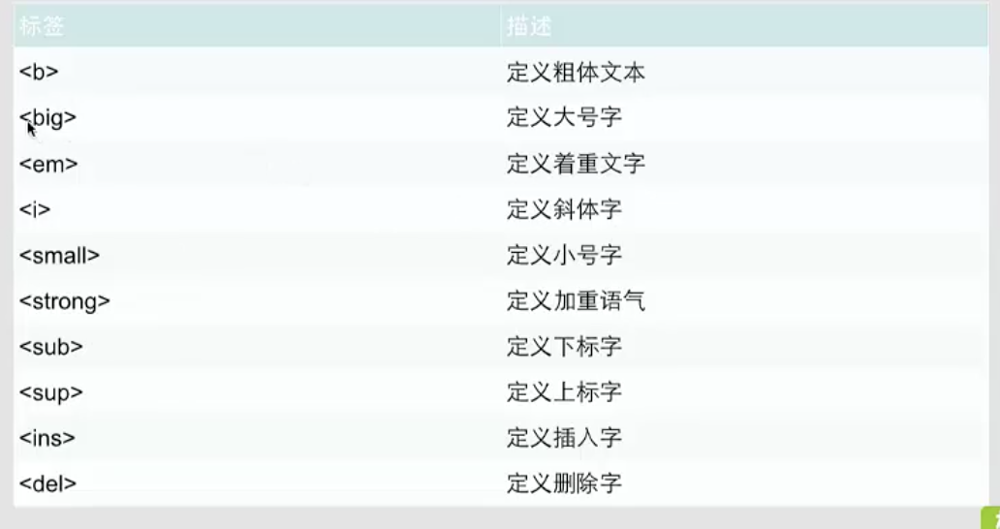 标签 描述
<b> 定义粗体文本
<big> 定义大号字
<em> 定义着重文字
<i> 定义斜体字
<small> 定义小号字
<strong> 定义加重语气
<sub> 定义下标字
<sup> 定义上标字
<ins> 定义插入字
<del> 定义删除字